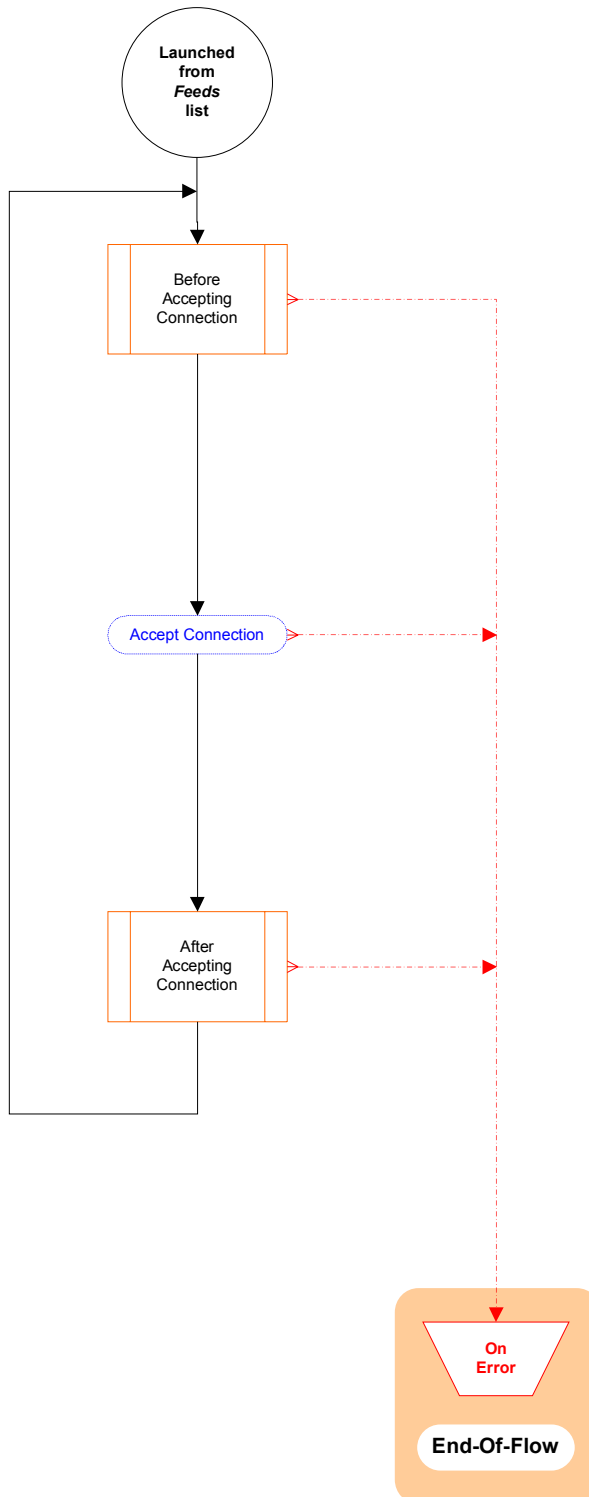 Launched
from
Feeds
list
Before
Accepting
Connection
Accept Connection
After
Accepting
Connection
On
Error
End-Of-Flow